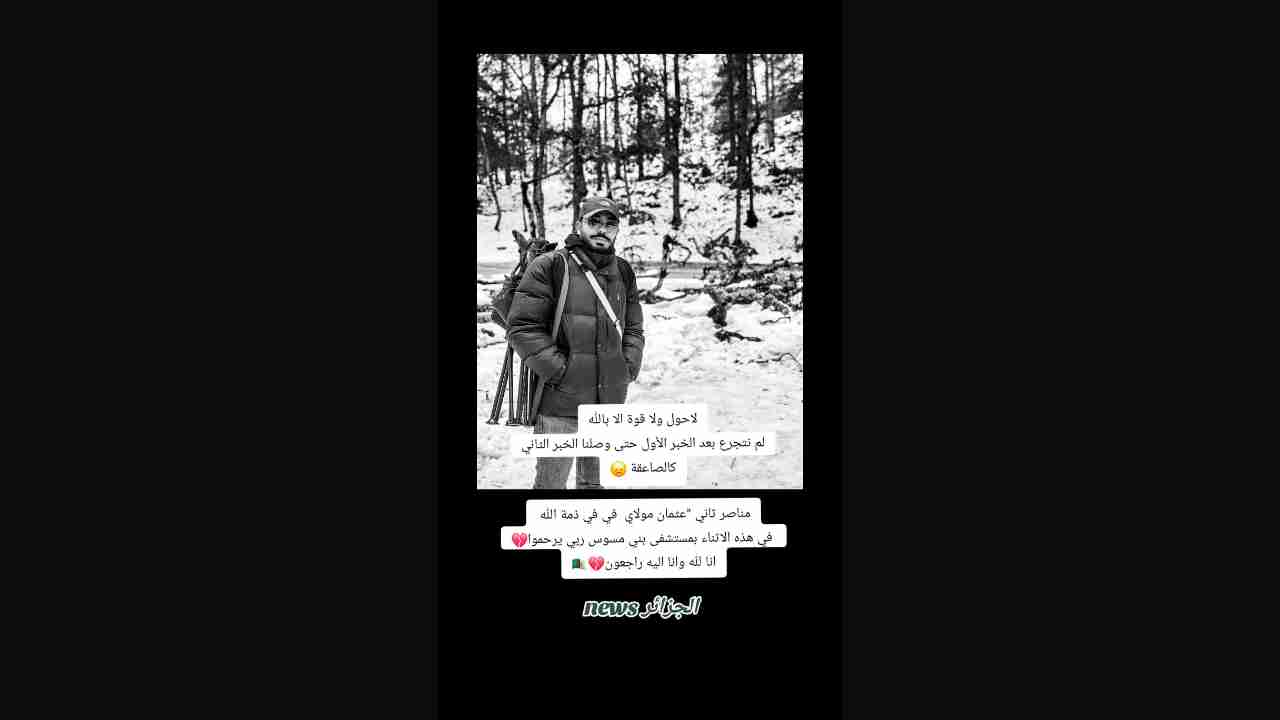 لاحول ولا قوة الا بالله
لم نتجرع بعد الخبر الأول حتى وصلنا الخبر الثاني
كالصاعقة 😞
مناصر ثاني "عثمان مولاي في في ذمة الله
في هذه الاثناء بمستشفى بني مسوس ربي يرحموا💔
انا لله وانا اليه راجعون💔🇩🇿
الجزائر news